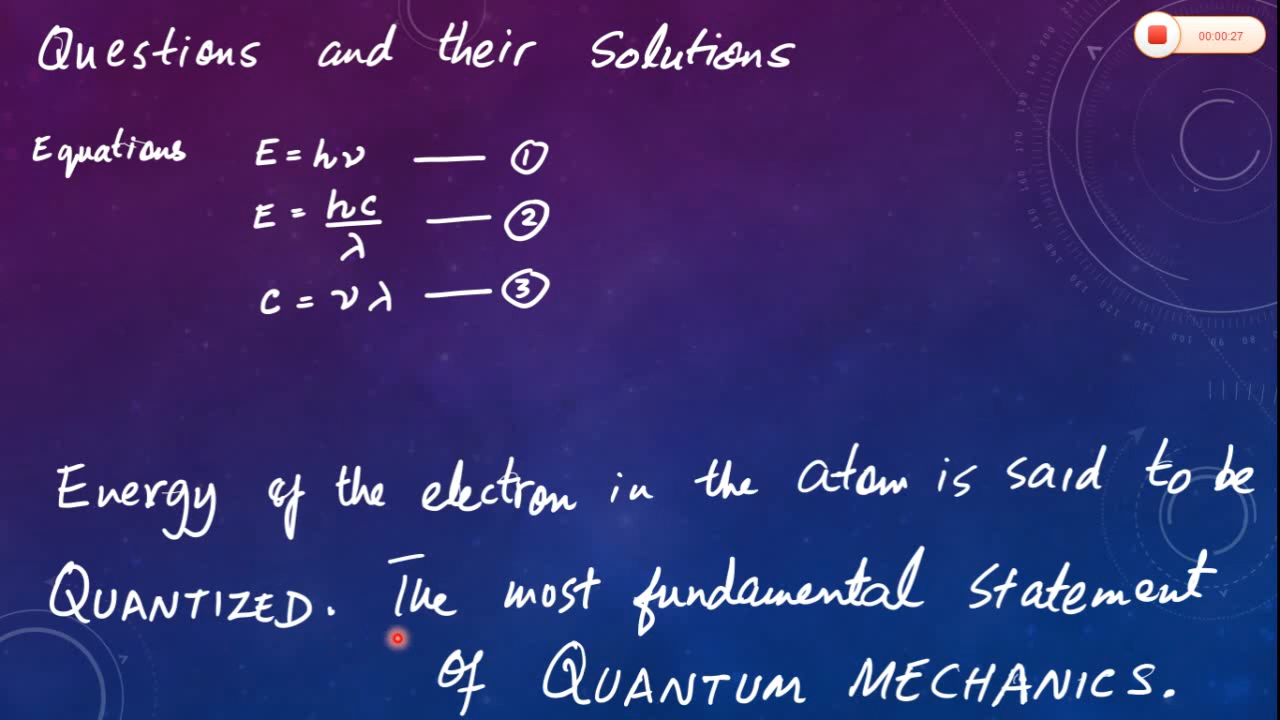 Questions and their Solutions
00:00:27
Equations E = hν —— ①
E = hc/λ —— ②
C = νλ —— ③
Energy of the electron in the atom is said to be
QUANTIZED. The most fundamental statement
of QUANTUM MECHANICS.